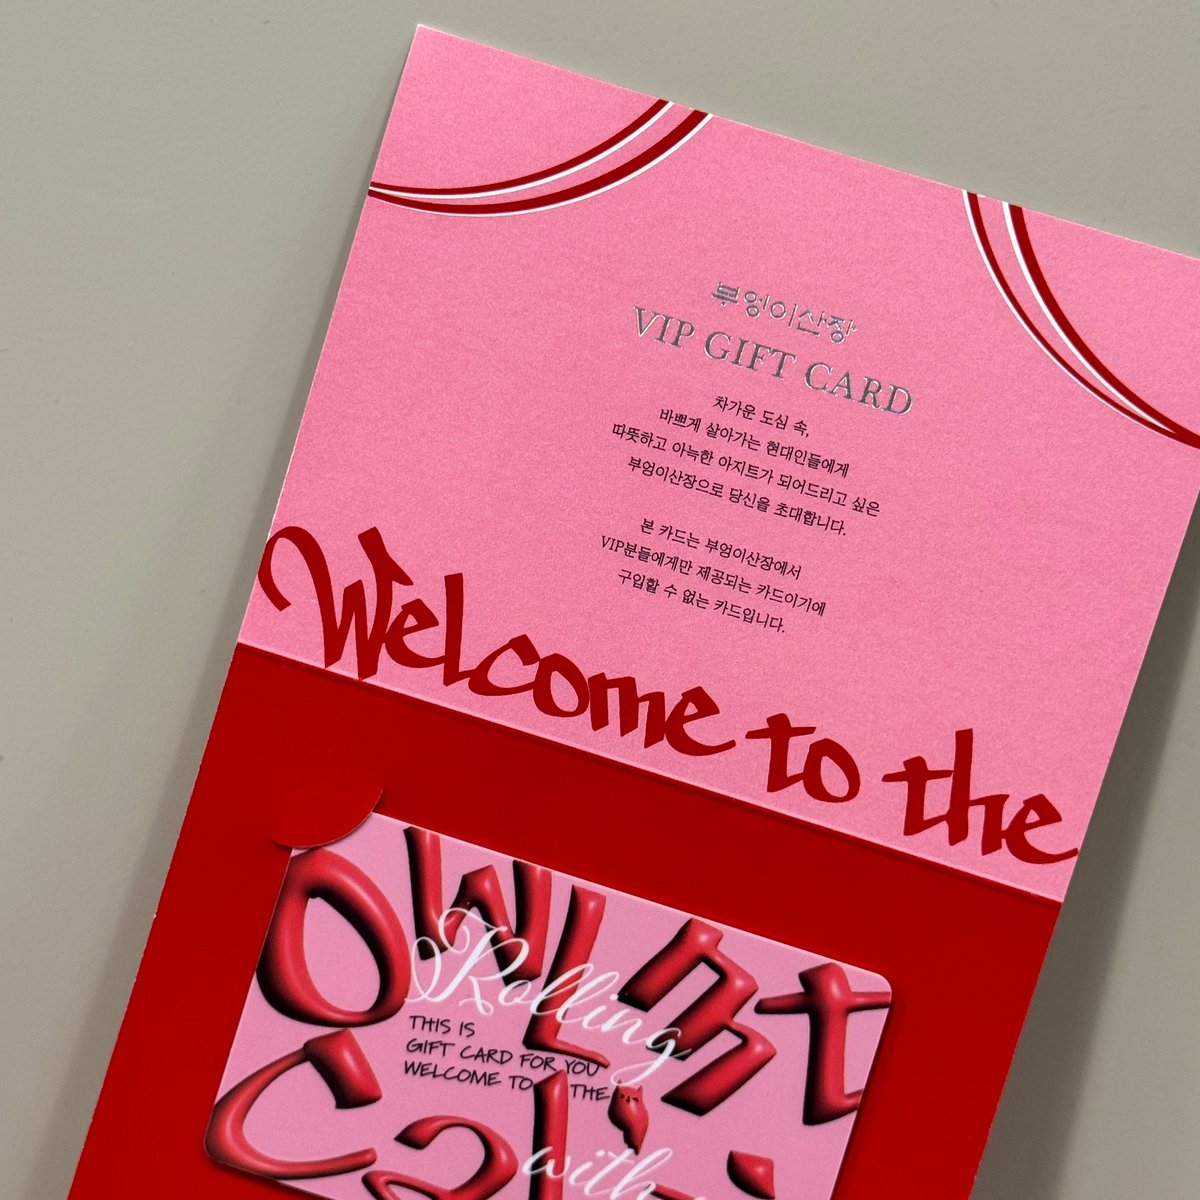 부엉이산장
VIP GIFT CARD
차가운 도심 속,
바쁘게 살아가는 현대인들에게
따뜻하고 아늑한 아지트가 되어드리고 싶은
부엉이산장으로 당신을 초대합니다.
본 카드는 부엉이산장에서
VIP분들에게만 제공되는 카드이기에
구입할 수 없는 카드입니다.
Welcome to the
OWL
Rolling
THIS IS
GIFT CARD FOR YOU
WELCOME TO THE
with